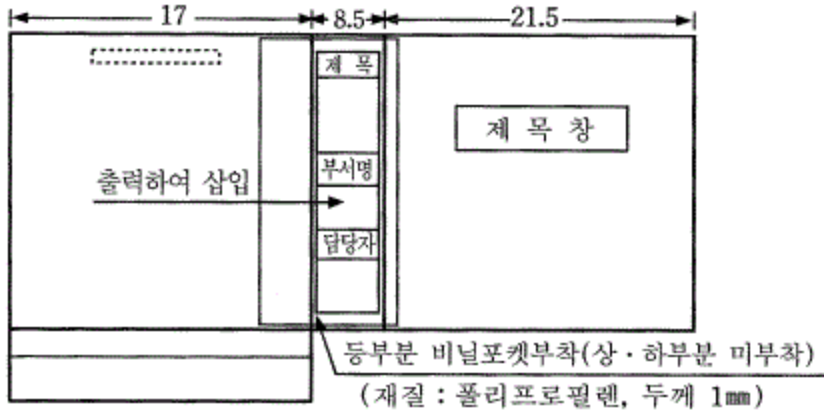 17 8.5 21.5
제 목
제 목 창
부서명
출력하여 삽입
담당자
등부분 비닐포켓부착(상·하부분 미부착)
(재질 : 폴리프로필렌, 두께 1㎜)